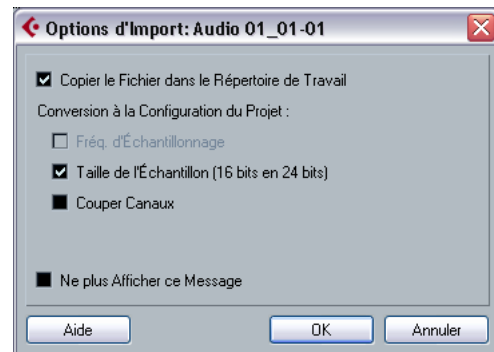 Options d'Import: Audio 01_01-01
Copier le Fichier dans le Répertoire de Travail
Conversion à la Configuration du Projet :
Fréq. d'Échantillonnage
Taille de l'Échantillon (16 bits en 24 bits)
Couper Canaux
Ne plus Afficher ce Message
Aide OK Annuler